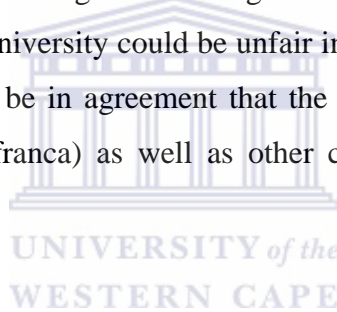 niversity could be unfair in
be in agreement that the
franca) as well as other c
UNIVERSITY of the
WESTERN CAPE